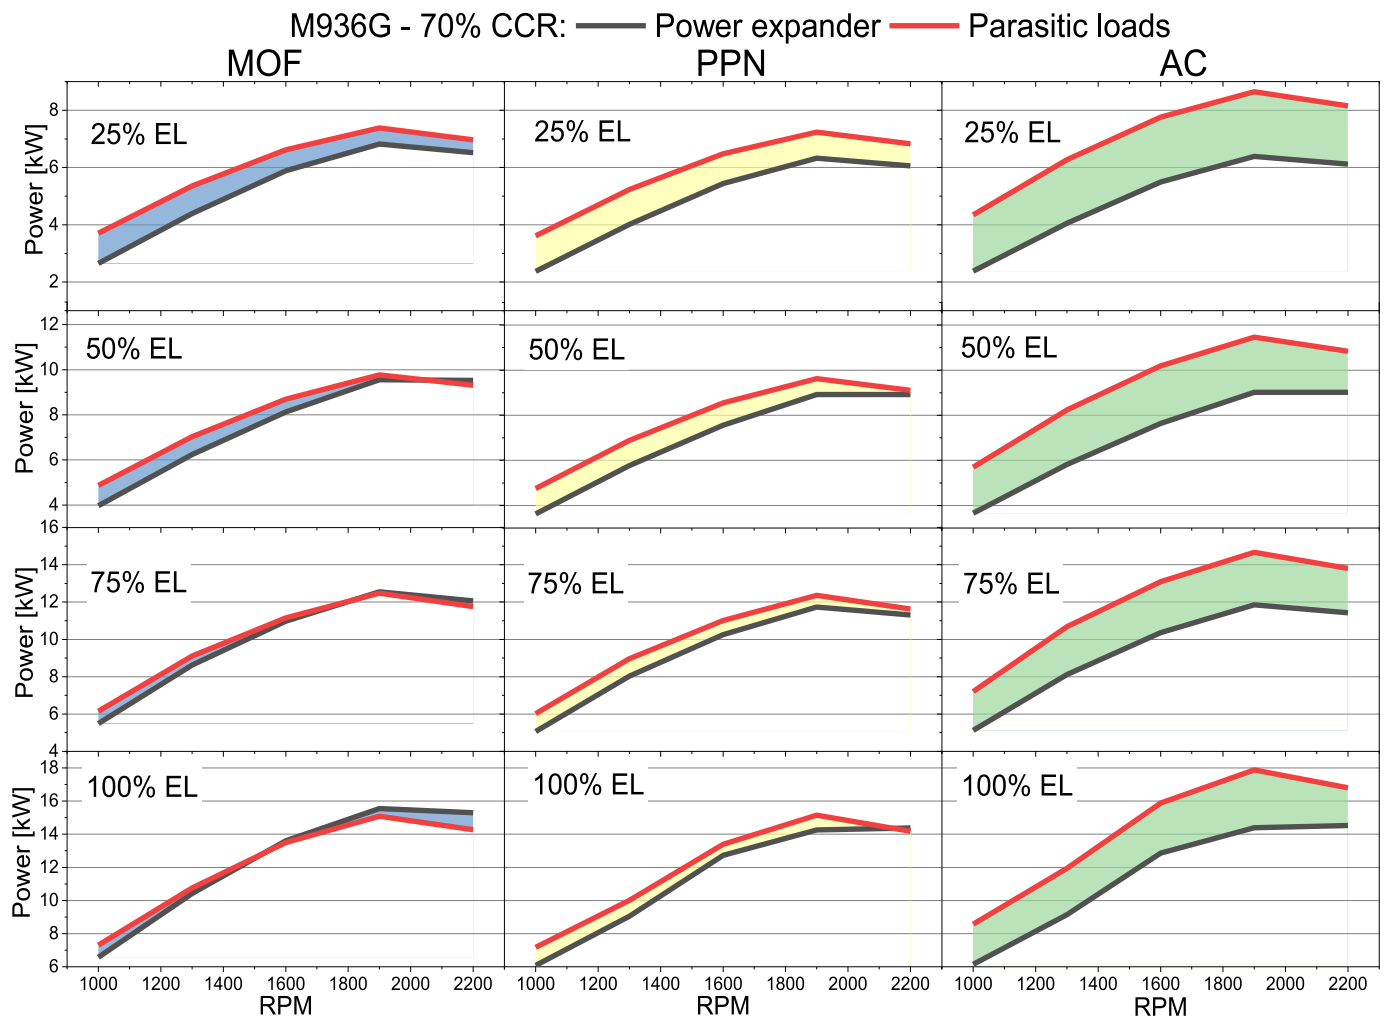 M936G - 70% CCR: Power expander Parasitic loads
MOF PPN AC
25% EL 25% EL 25% EL
Power [kW]
8
6
4
2
50% EL 50% EL 50% EL
Power [kW]
12
10
8
6
4
75% EL 75% EL 75% EL
Power [kW]
16
14
12
10
8
6
4
100% EL 100% EL 100% EL
Power [kW]
18
16
14
12
10
8
6
1000 1200 1400 1600 1800 2000 2200 1000 1200 1400 1600 1800 2000 2200 1000 1200 1400 1600 1800 2000 2200
RPM RPM RPM